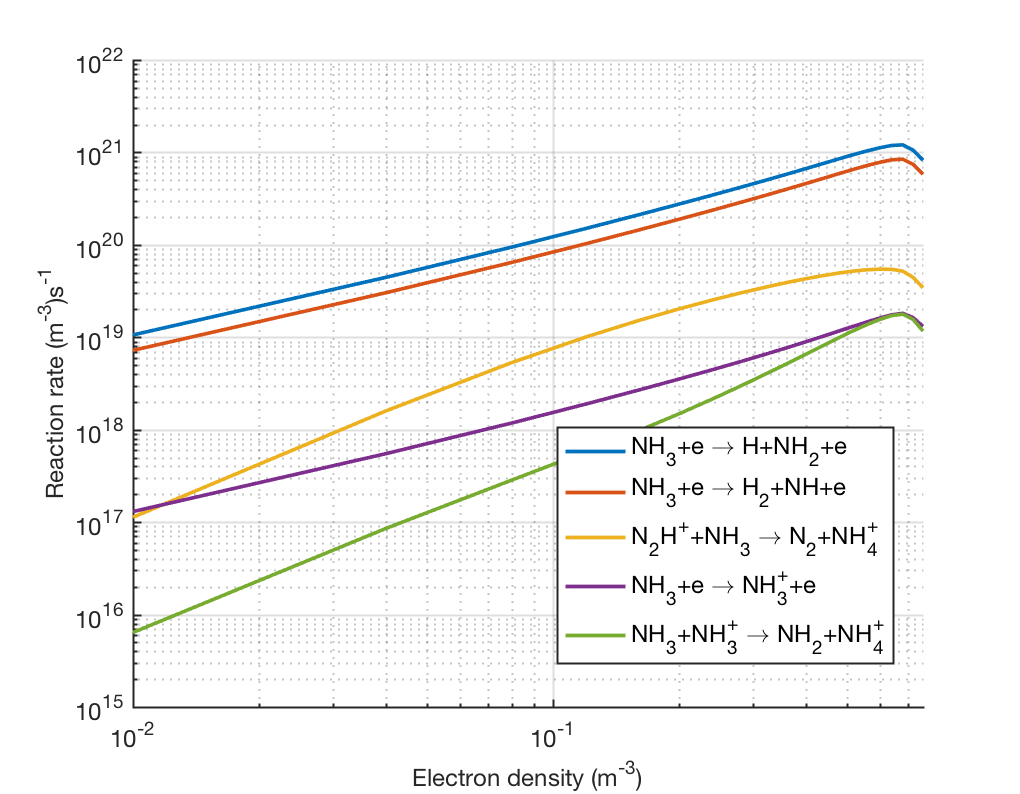 10^22
10^21
10^20
10^19
10^18
10^17
10^16
10^15
Reaction rate (m^-3)s^-1
NH_3+e → H+NH_2+e
NH_3+e → H_2+NH+e
N_2H^++NH_3 → N_2+NH_4^+
NH_3+e → NH_3^++e
NH_3+NH_3^+ → NH_2+NH_4^+
10^-2
10^-1
Electron density (m^-3)